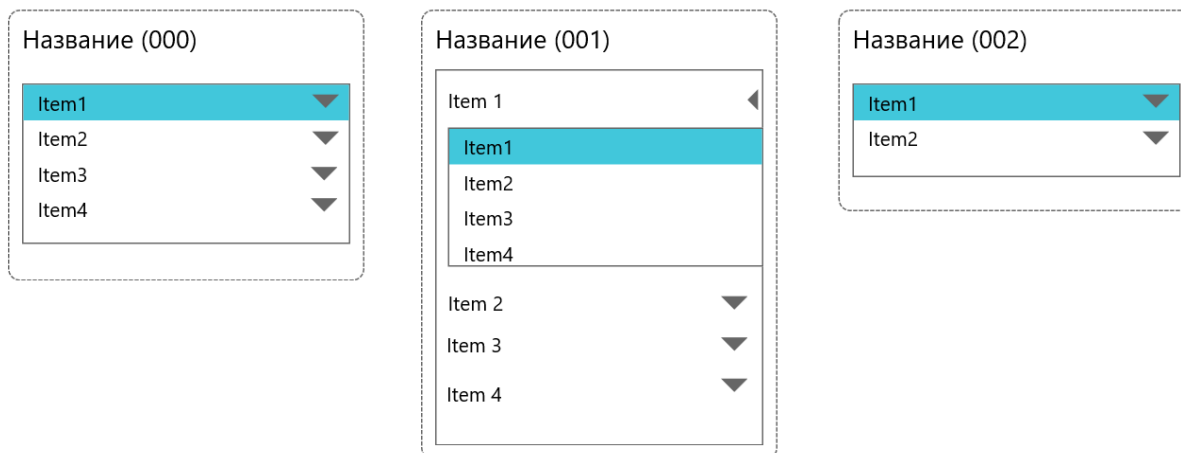 Название (000)
Item1
Item2
Item3
Item4
Название (001)
Item 1
Item1
Item2
Item3
Item4
Item 2
Item 3
Item 4
Название (002)
Item1
Item2